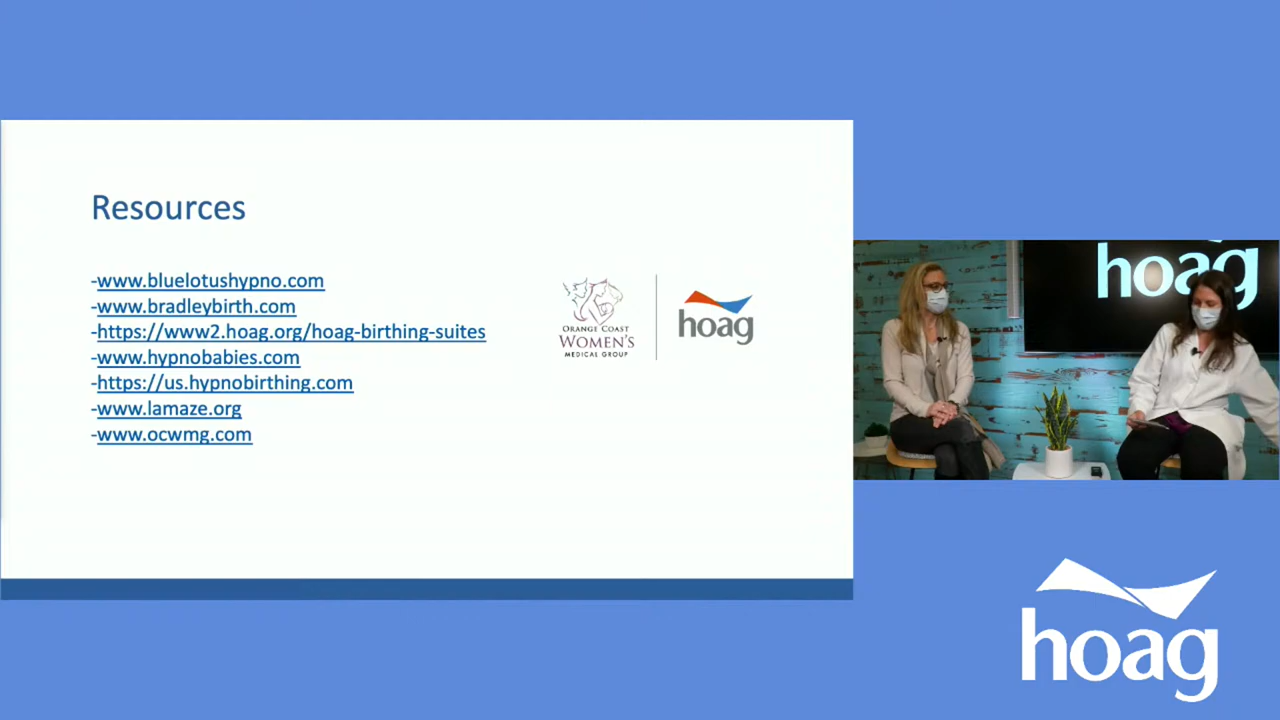 Resources
-www.bluelotushypno.com
-www.bradleybirth.com
-https://www2.hoag.org/hoag-birthing-suites
-www.hypnobabies.com
-https://us.hypnobirthing.com
-www.lamaze.org
-www.ocwmg.com
ORANGE COAST
WOMEN'S
MEDICAL GROUP
hoag
hoag
hoag